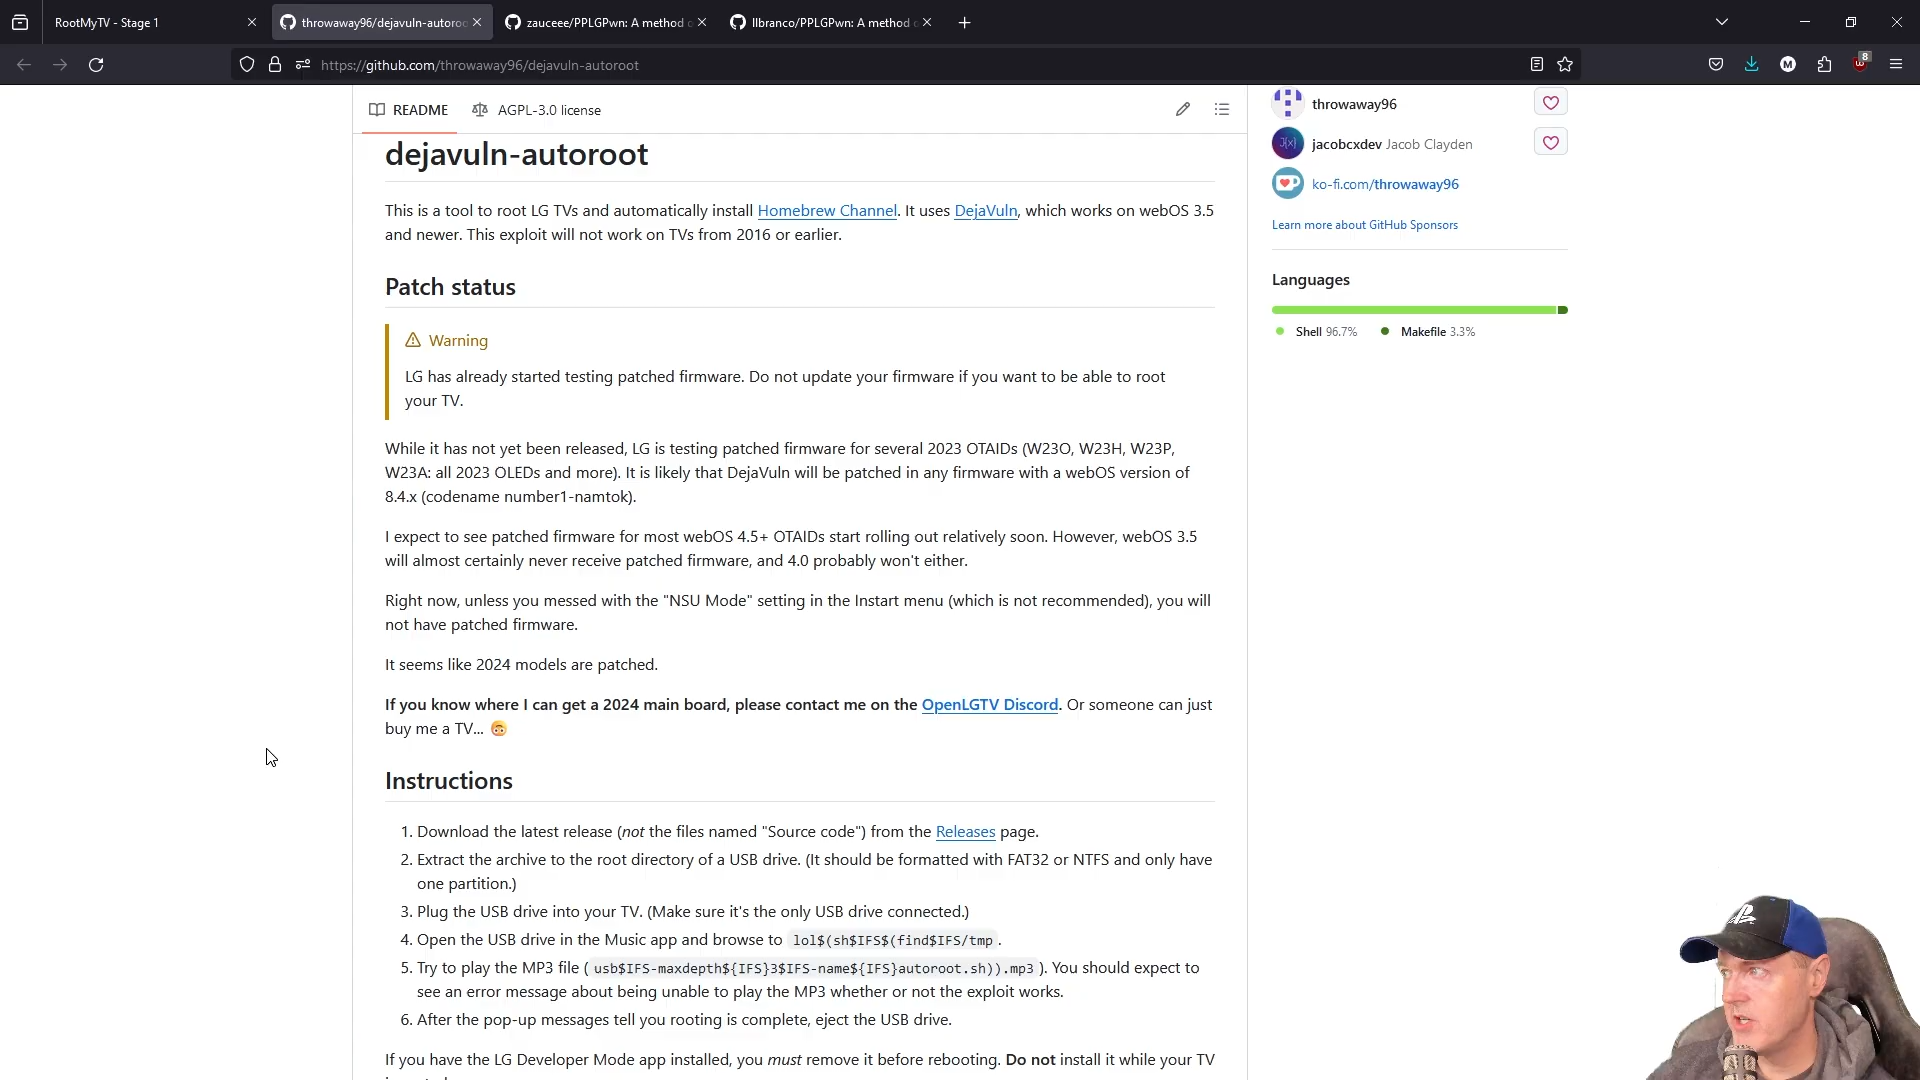 RootMyTV - Stage 1
throwaway96/dejavuln-autoroo
zauceee/PPLGPwn: A method o
llbranco/PPLGPwn: A method o
https://github.com/throwaway96/dejavuln-autoroot
8
README
AGPL-3.0 license
dejavuln-autoroot
This is a tool to root LG TVs and automatically install Homebrew Channel. It uses DejaVuln, which works on webOS 3.5
and newer. This exploit will not work on TVs from 2016 or earlier.
Patch status
Warning
LG has already started testing patched firmware. Do not update your firmware if you want to be able to root
your TV.
While it has not yet been released, LG is testing patched firmware for several 2023 OTAIDs (W23O, W23H, W23P,
W23A: all 2023 OLEDs and more). It is likely that DejaVuln will be patched in any firmware with a webOS version of
8.4.x (codename number1-namtok).
I expect to see patched firmware for most webOS 4.5+ OTAIDs start rolling out relatively soon. However, webOS 3.5
will almost certainly never receive patched firmware, and 4.0 probably won't either.
Right now, unless you messed with the "NSU Mode" setting in the Instart menu (which is not recommended), you will
not have patched firmware.
It seems like 2024 models are patched.
If you know where I can get a 2024 main board, please contact me on the OpenLGTV Discord. Or someone can just
buy me a TV... 🙃
Instructions
1. Download the latest release (not the files named "Source code") from the Releases page.
2. Extract the archive to the root directory of a USB drive. (It should be formatted with FAT32 or NTFS and only have
one partition.)
3. Plug the USB drive into your TV. (Make sure it's the only USB drive connected.)
4. Open the USB drive in the Music app and browse to lol$(sh$IFS$(find$IFS/tmp.
5. Try to play the MP3 file (usb$IFS-maxdepth${IFS}3$IFS-name${IFS}autoroot.sh)).mp3). You should expect to
see an error message about being unable to play the MP3 whether or not the exploit works.
6. After the pop-up messages tell you rooting is complete, eject the USB drive.
If you have the LG Developer Mode app installed, you must remove it before rebooting. Do not install it while your TV
throwaway96
jacobcxdev Jacob Clayden
ko-fi.com/throwaway96
Learn more about GitHub Sponsors
Languages
Shell 96.7%
Makefile 3.3%